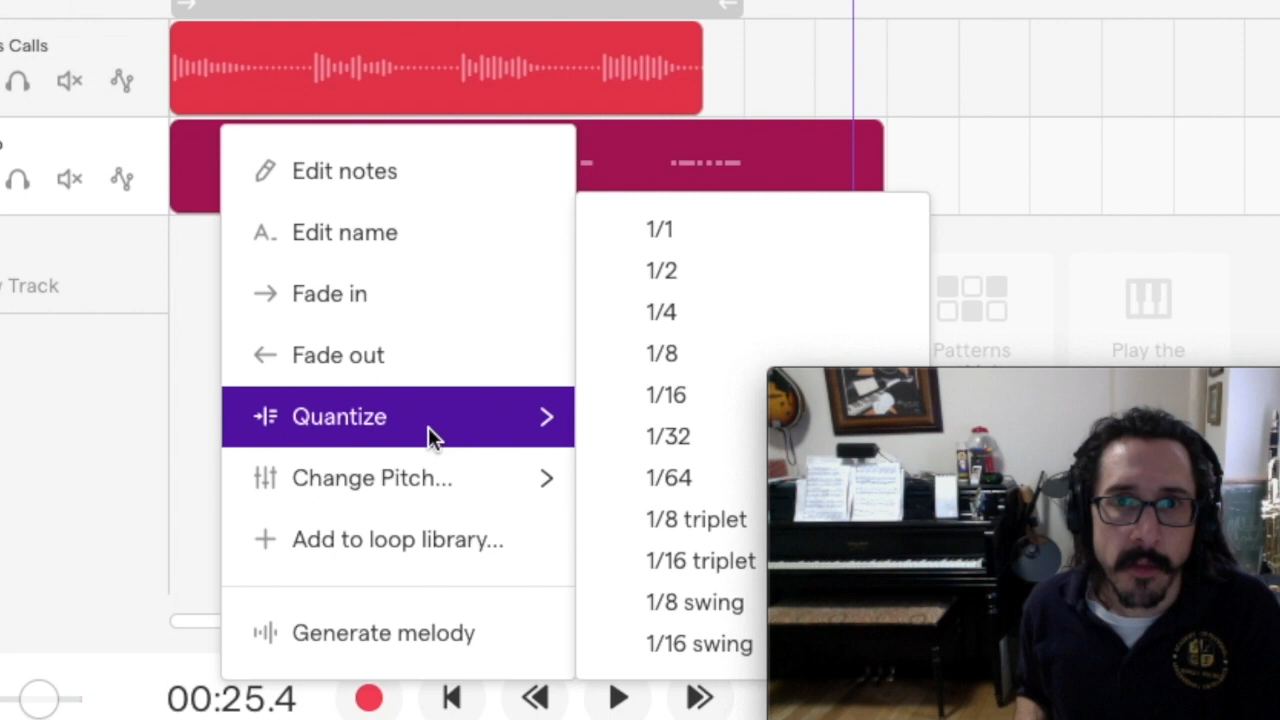 s Calls
Edit notes
Edit name
Fade in
Fade out
Quantize
Change Pitch...
Add to loop library...
Generate melody
1/1
1/2
1/4
1/8
1/16
1/32
1/64
1/8 triplet
1/16 triplet
1/8 swing
1/16 swing
Track
Patterns
Play the
00:25.4